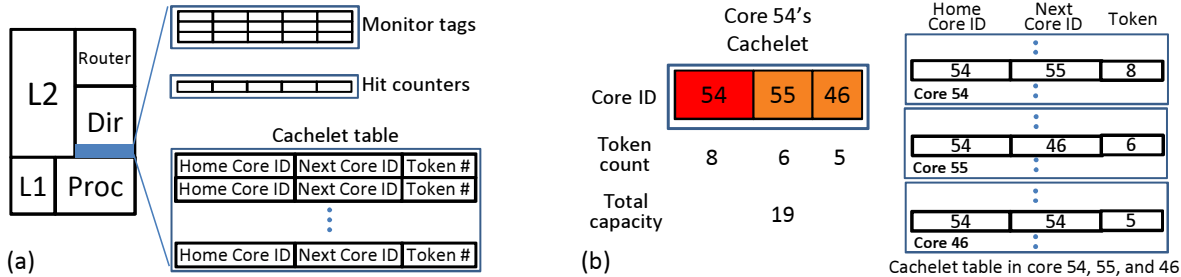 L2
Router
Dir
L1
Proc
Monitor tags
Hit counters
Cachelet table
Home Core ID Next Core ID Token #
Home Core ID Next Core ID Token #
Home Core ID Next Core ID Token #
(a)
Core 54's
Cachelet
Core ID
54 55 46
Token
count
8 6 5
Total
capacity
19
(b)
Home
Core ID
Next
Core ID
Token
54 55 8
Core 54
54 46 6
Core 55
54 54 5
Core 46
Cachelet table in core 54, 55, and 46